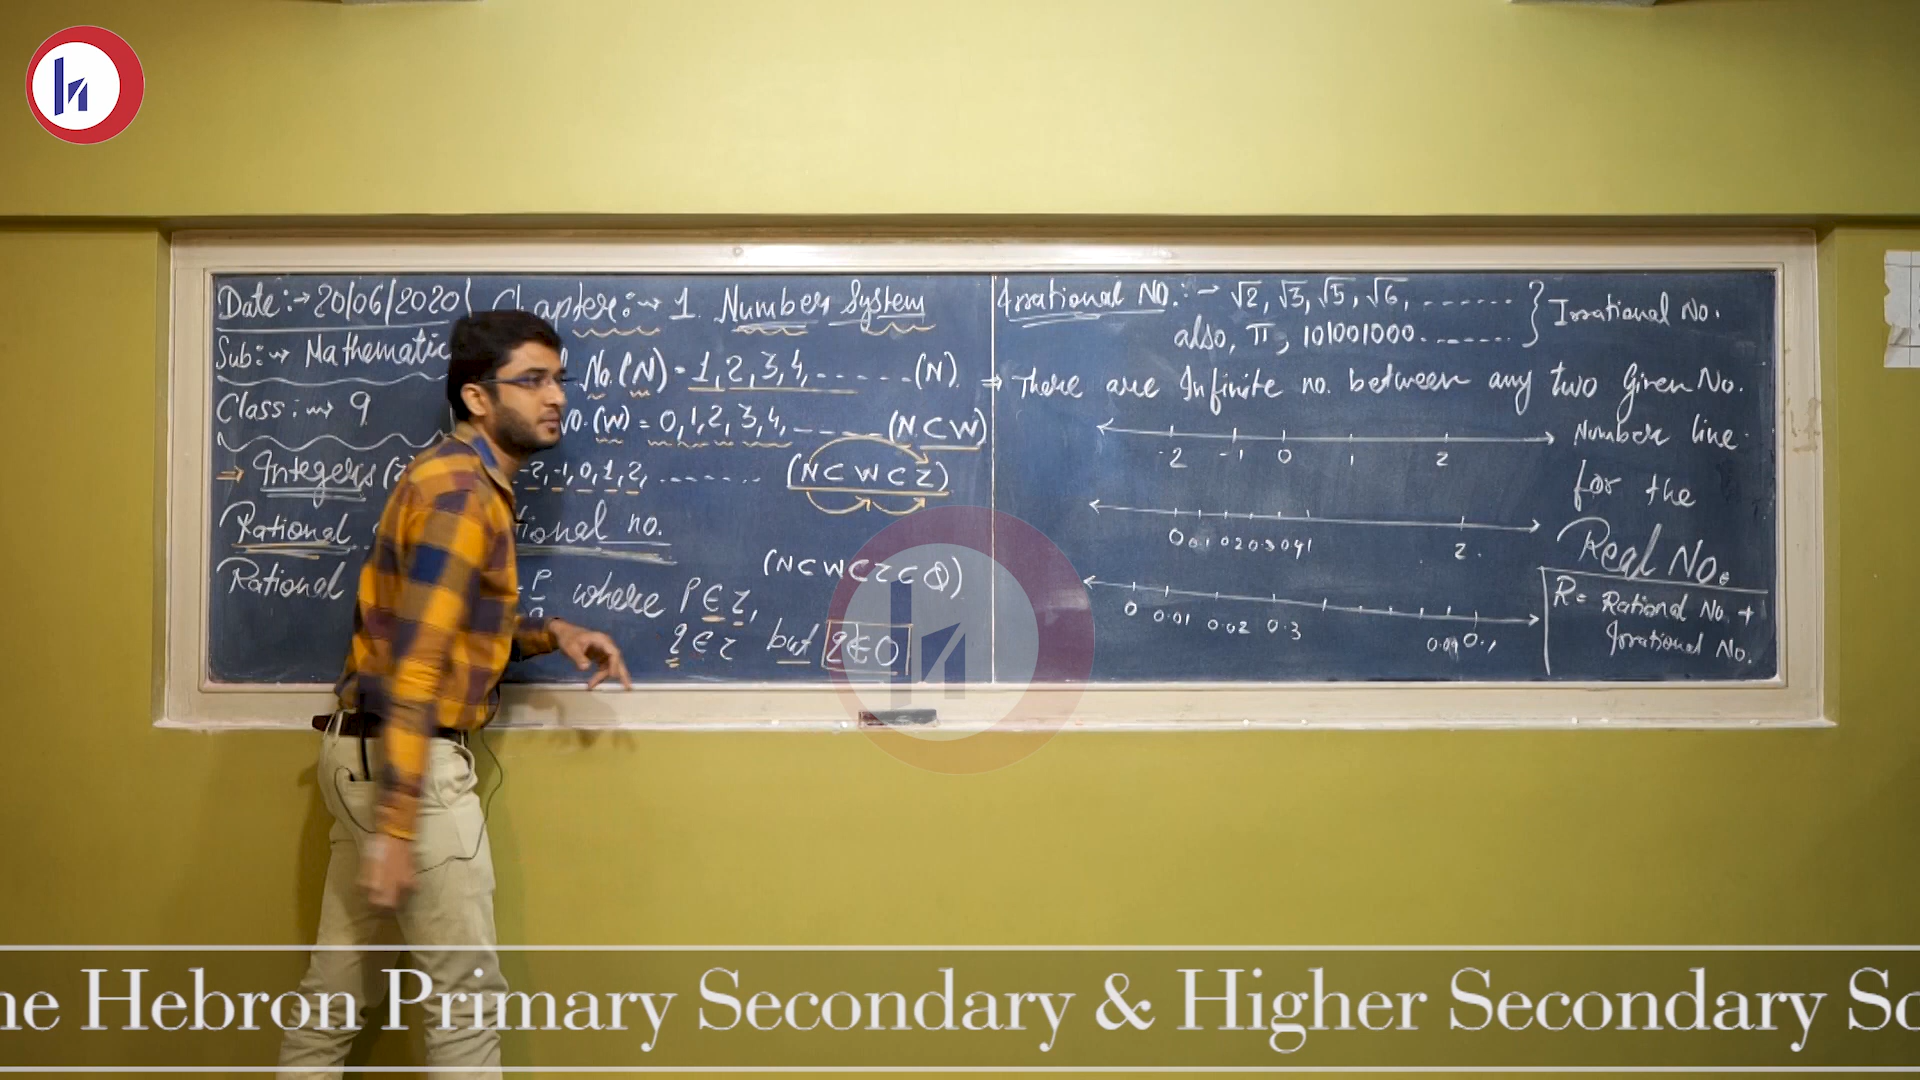 Date:→20/06/2020
Chapter:→ 1. Number System
Sub:→ Mathematic
No.(N) = 1,2,3,4,.......(N)
Class:→ 9
No.(W) = 0,1,2,3,4,.......(N⊂W)
⇒ Integers (z -2,-1,0,1,2,........ (N⊂W⊂Z)
Rational tional no.
(N⊂W⊂Z⊂Q)
Rational P where P∈z,
q∈z but q∉0
Irrational No.:→ √2, √3, √5, √6, ....... } Irrational No.
also, π, 101001000.......
⇒ There are Infinite no. between any two Given No.
-2 -1 0 1 2
Number line
for the
Real No.
0 0.1 0.2 0.3 0.4 1 2.
R= Rational No. +
Irrational No.
0 0.01 0.02 0.3 0.09 0.1
he Hebron Primary Secondary & Higher Secondary Sc